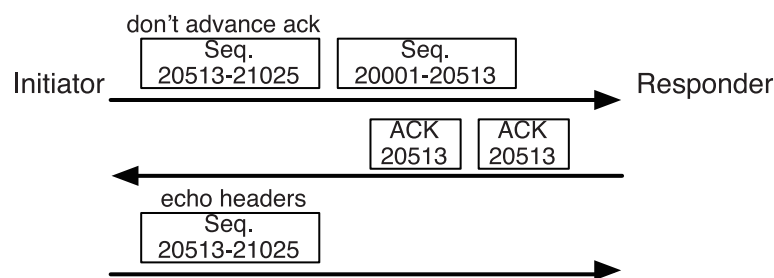 don't advance ack
Seq.
20513-21025
Seq.
20001-20513
Initiator
Responder
ACK
20513
ACK
20513
echo headers
Seq.
20513-21025